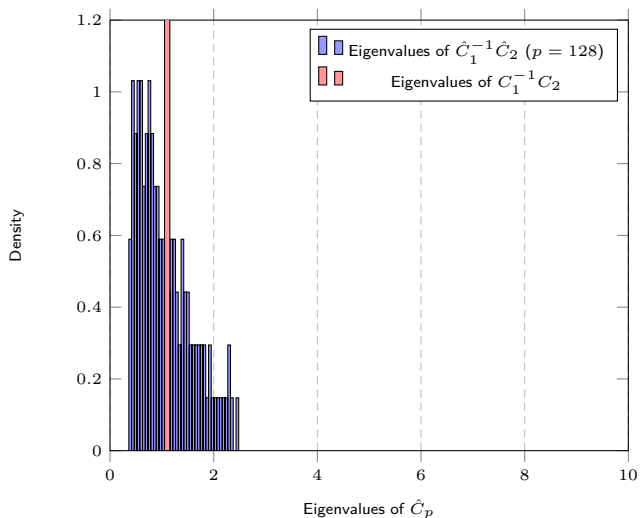 1.2
1
0.8
0.6
0.4
0.2
0
Density
Eigenvalues of Ĉ₁⁻¹Ĉ₂ (p = 128)
Eigenvalues of C₁⁻¹C₂
0 2 4 6 8 10
Eigenvalues of Ĉₚ